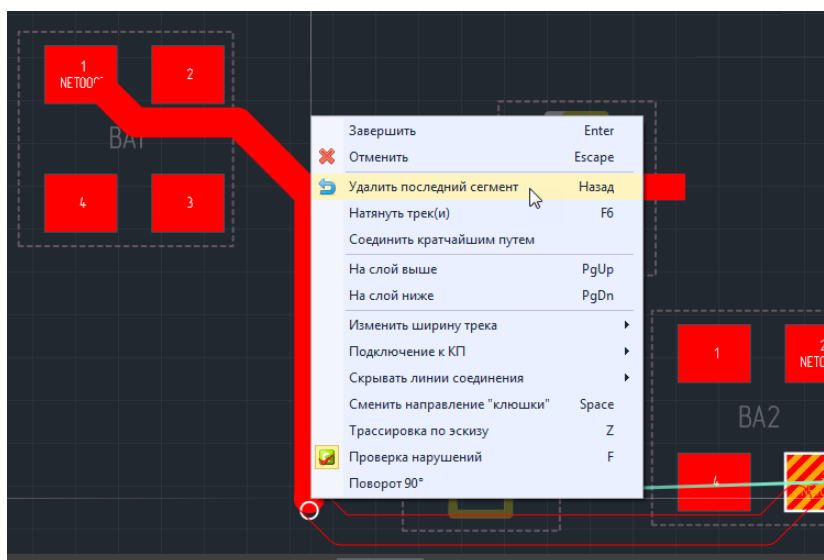 1
NET00
2
BA1
4
3
Завершить Enter
Отменить Escape
Удалить последний сегмент Назад
Натянуть трек(и) F6
Соединить кратчайшим путем
На слой выше PgUp
На слой ниже PgDn
Изменить ширину трека
Подключение к КП
Скрывать линии соединения
Сменить направление "клюшки" Space
Трассировка по эскизу Z
Проверка нарушений F
Поворот 90°
1
2
BA2
4